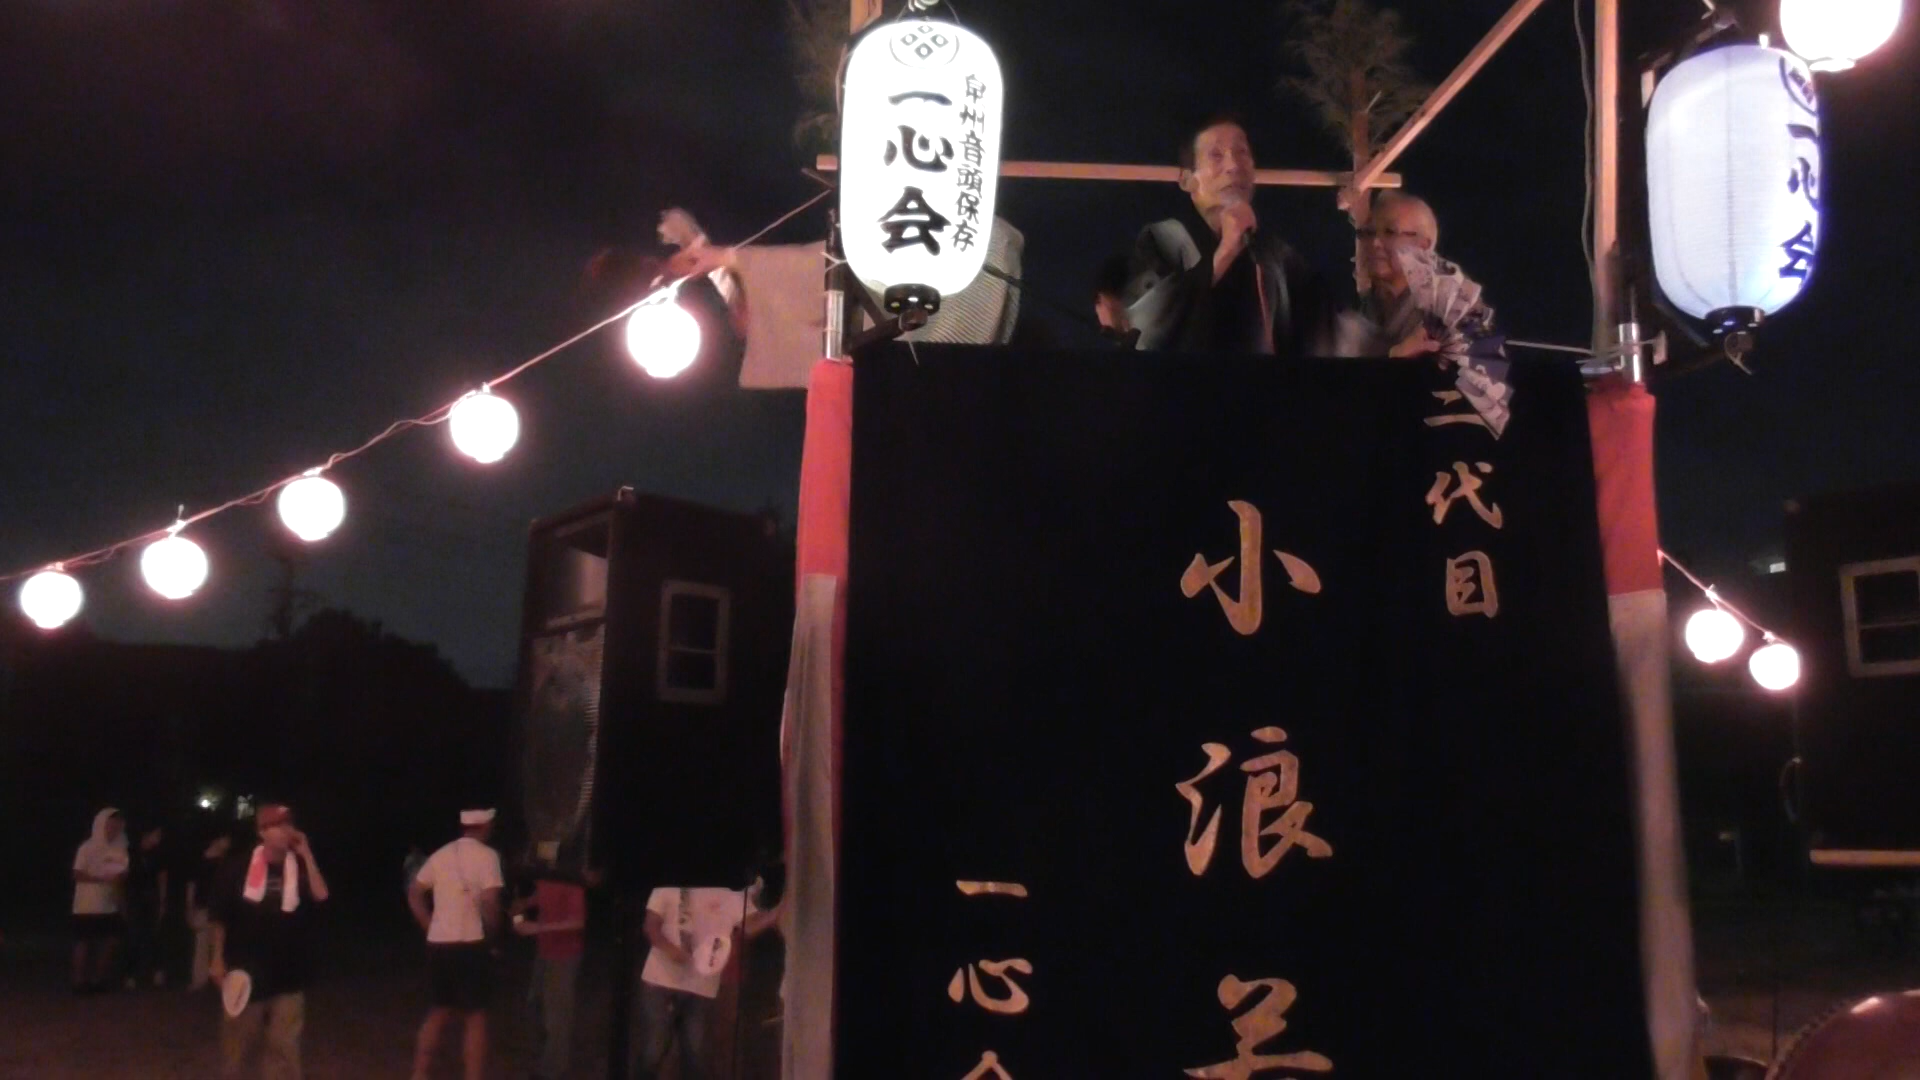 泉州音頭保存
一心会
一心会
二代目
小浪
一心